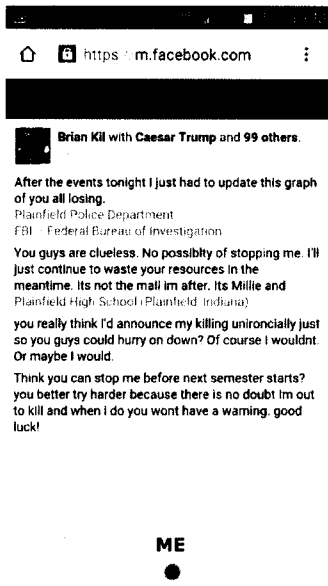 https m.facebook.com
Brian Kil with Caesar Trump and 99 others.
After the events tonight I just had to update this graph
of you all losing.
Plainfield Police Department
FBI - Federal Bureau of Investigation
You guys are clueless. No possiblty of stopping me. I'll
just continue to waste your resources in the
meantime. Its not the mall im after. Its Millie and
Plainfield High School (Plainfield, Indiana)
you really think I'd announce my killing unironcially just
so you guys could hurry on down? Of course I wouldnt.
Or maybe I would.
Think you can stop me before next semester starts?
you better try harder because there is no doubt Im out
to kill and when i do you wont have a warning. good
luck!
ME